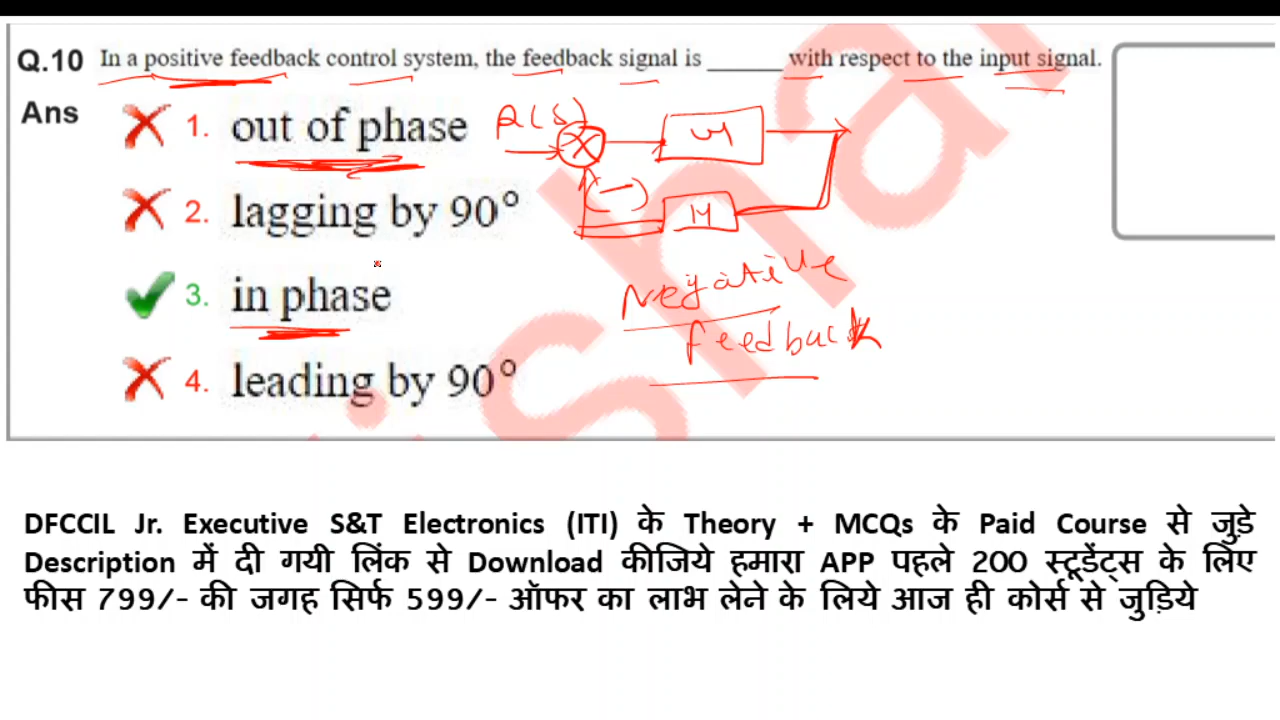 Q.10 In a positive feedback control system, the feedback signal is ______ with respect to the input signal.
Ans 1. out of phase
2. lagging by 90°
3. in phase
4. leading by 90°
R(S)
(-)
H
Negative
feedback
DFCCIL Jr. Executive S&T Electronics (ITI) के Theory + MCQs के Paid Course से जुड़े
Description में दी गयी लिंक से Download कीजिये हमारा APP पहले 200 स्टूडेंट्स के लिए
फीस 799/- की जगह सिर्फ 599/- ऑफर का लाभ लेने के लिये आज ही कोर्स से जुड़िये